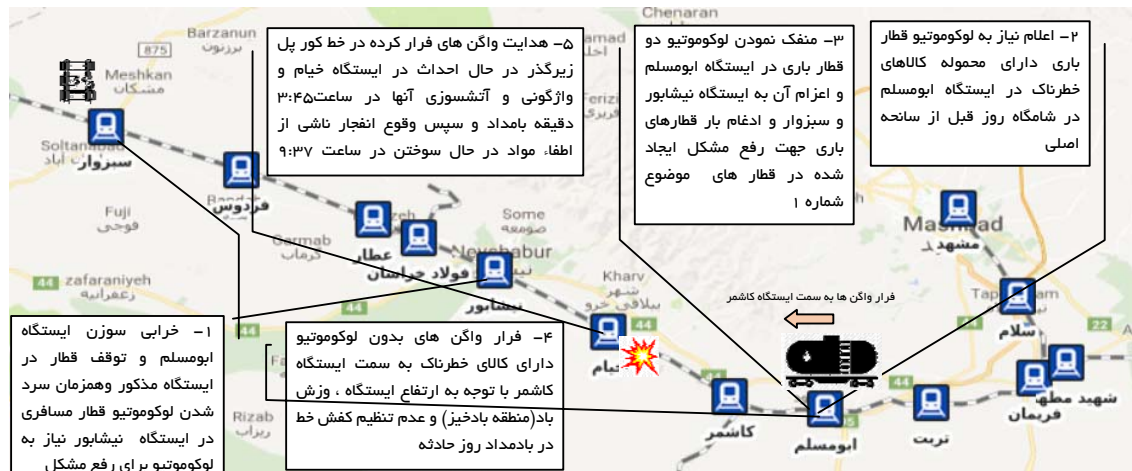 Chenaran
Barzanun
برزنون
875
Meshkan
مشکان
Soltanabad
سبزوار
Fuji
فوجی
فردوس
44
zafaraniyeh
زعفرانیه
Garmab
گرماب
عطار
فولاد خراسان
Some
صومعه
Neyshabur
نیشابور
Kharv
شهر
ییلاقی خرو
44
خیام
Rizab
ریزاب
44
۵- هدایت واگن های فرار کرده در خط کور پل
زیرگذر در حال احداث در ایستگاه خیام و
واژگونی و آتشسوزی آنها در ساعت۳:۴۵
دقیقه بامداد و سپس وقوع انفجار ناشی از
اطفاء مواد در حال سوختن در ساعت ۹:۳۷
۳- منفک نمودن لوکوموتیو دو
قطار باری در ایستگاه ابومسلم
و اعزام آن به ایستگاه نیشابور
و سبزوار و ادغام بار قطارهای
باری جهت رفع مشکل ایجاد
شده در قطار های موضوع
شماره ۱
۲- اعلام نیاز به لوکوموتیو قطار
باری دارای محموله کالاهای
خطرناک در ایستگاه ابومسلم
در شامگاه روز قبل از سانحه
اصلی
Mashhad
مشهد
سلام
22
فرار واگن ها به سمت ایستگاه کاشمر
44
44
کاشمر
ابومسلم
تربت
فریمان
شهید مطهری
۱- خرابی سوزن ایستگاه
ابومسلم و توقف قطار در
ایستگاه مذکور وهمزمان سرد
شدن لوکوموتیو قطار مسافری
در ایستگاه نیشابور نیاز به
لوکوموتیو برای رفع مشکل
۴- فرار واگن های بدون لوکوموتیو
دارای کالای خطرناک به سمت ایستگاه
کاشمر با توجه به ارتفاع ایستگاه ، وزش
باد(منطقه بادخیز) و عدم تنظیم کفش خط
در بادمداد روز حادثه